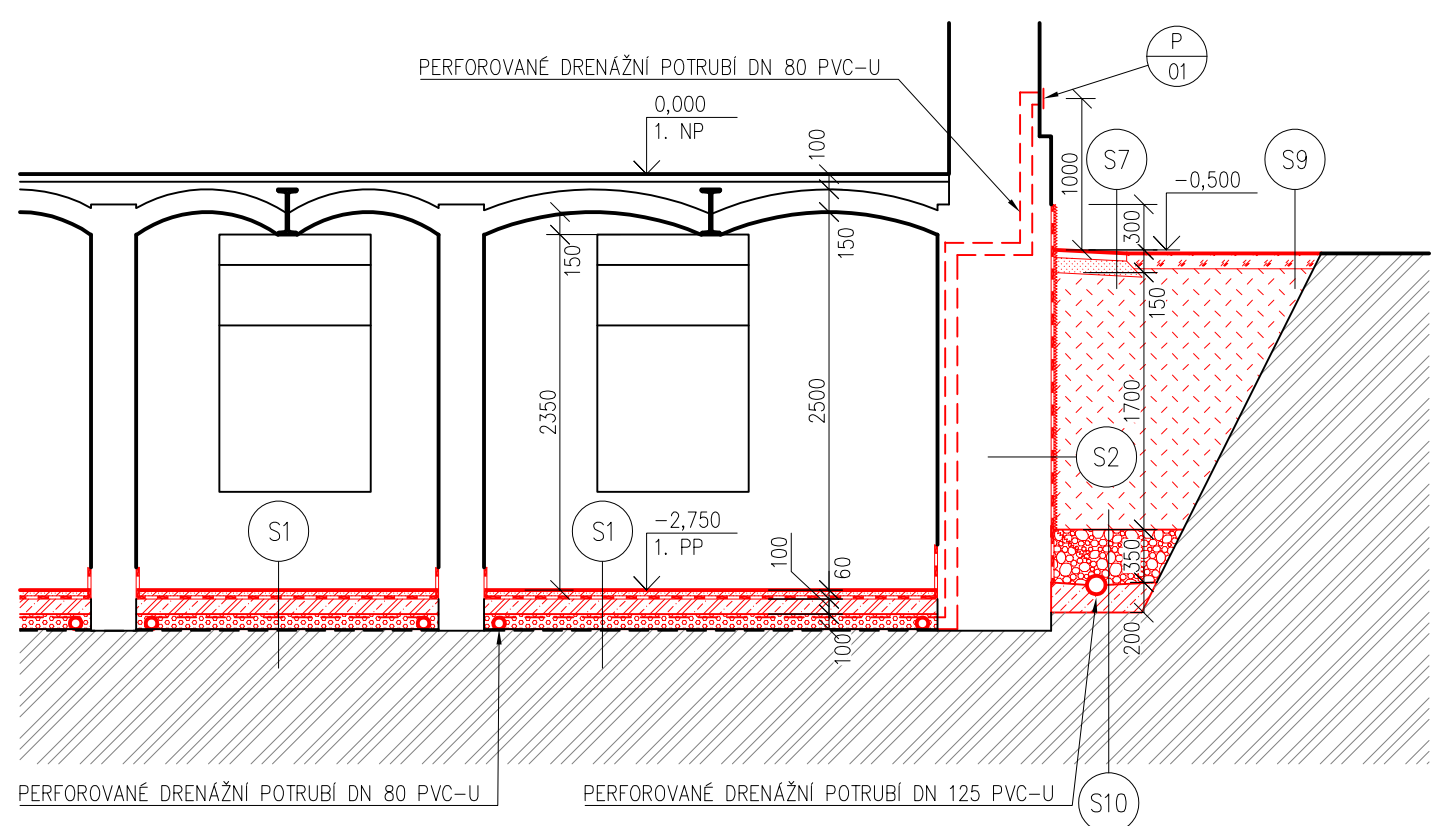 PERFOROVANÉ DRENÁŽNÍ POTRUBÍ DN 80 PVC-U
P
01
0,000
1. NP
100
1000
S7
S9
-0,500
300
150
150
150
2350
2500
1700
S2
S1
S1
-2,750
1. PP
100
60
350
100
200
PERFOROVANÉ DRENÁŽNÍ POTRUBÍ DN 80 PVC-U
PERFOROVANÉ DRENÁŽNÍ POTRUBÍ DN 125 PVC-U
S10